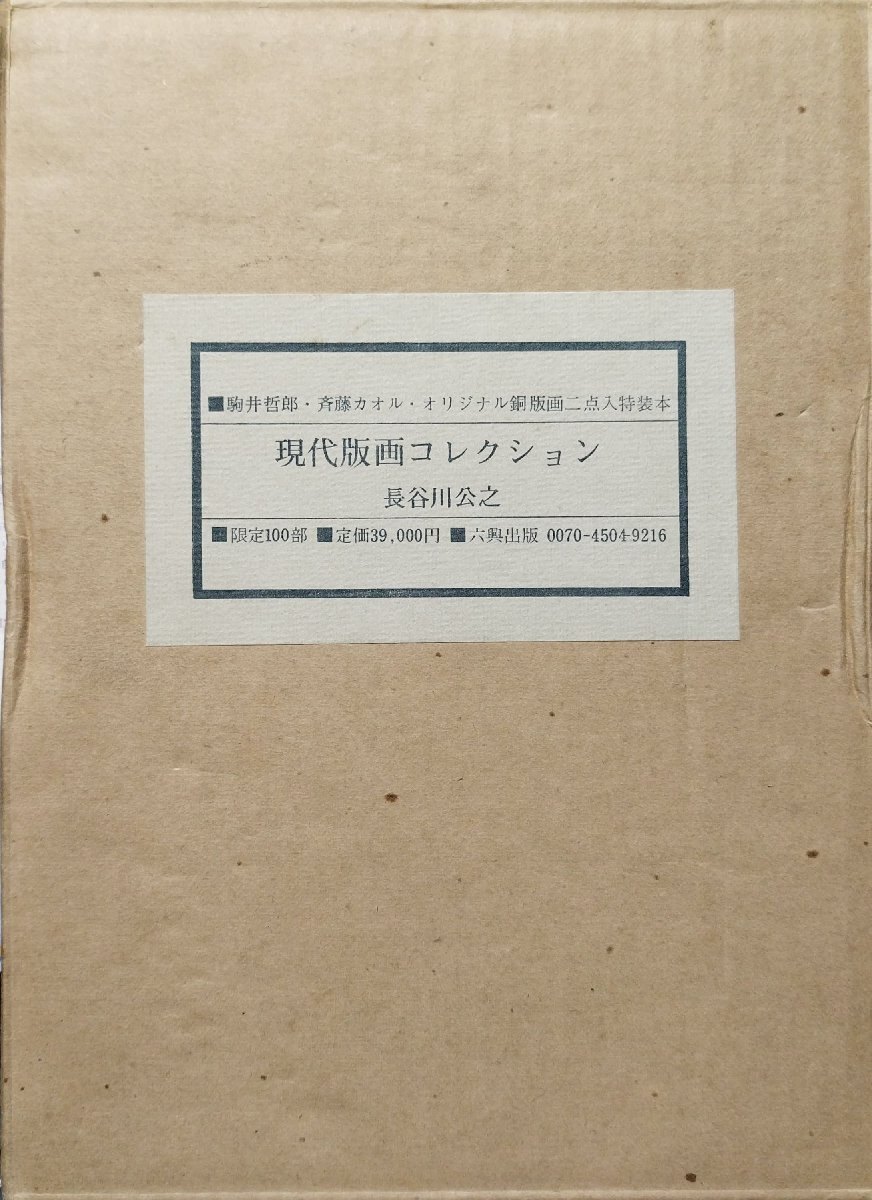 ■駒井哲郎・斉藤カオル・オリジナル銅版画二点入特装本
現代版画コレクション
長谷川公之
■限定100部 ■定価39,000円 ■六興出版 0070-4504-9216